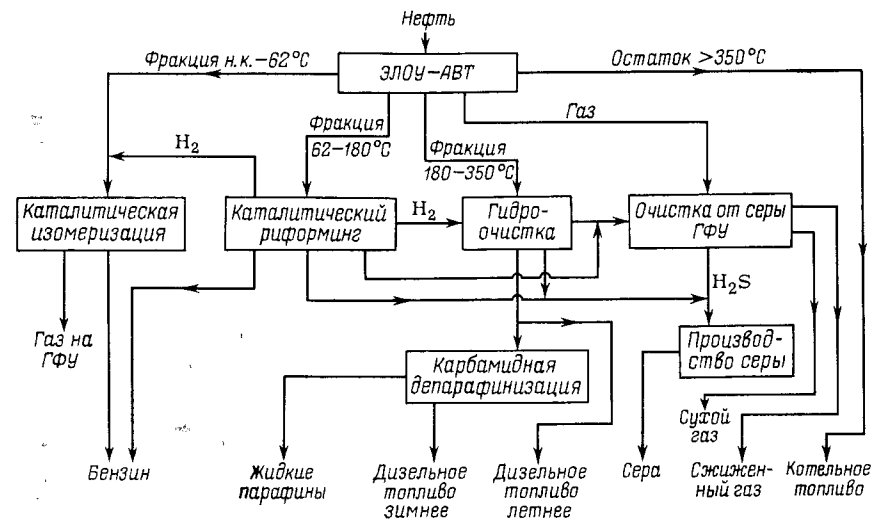 Нефть
Фракция н.к.–62°С
ЭЛОУ–АВТ
Остаток >350°С
Фракция
62–180°С
Фракция
180–350°С
Газ
H₂
Каталитическая
изомеризация
Каталитический
риформинг
H₂
Гидро-
очистка
Очистка от серы
ГФУ
H₂S
Газ на
ГФУ
Карбамидная
депарафинизация
Производ-
ство серы
Сухой
газ
Бензин
Жидкие
парафины
Дизельное
топливо
зимнее
Дизельное
топливо
летнее
Сера
Сжижен-
ный газ
Котельное
топливо